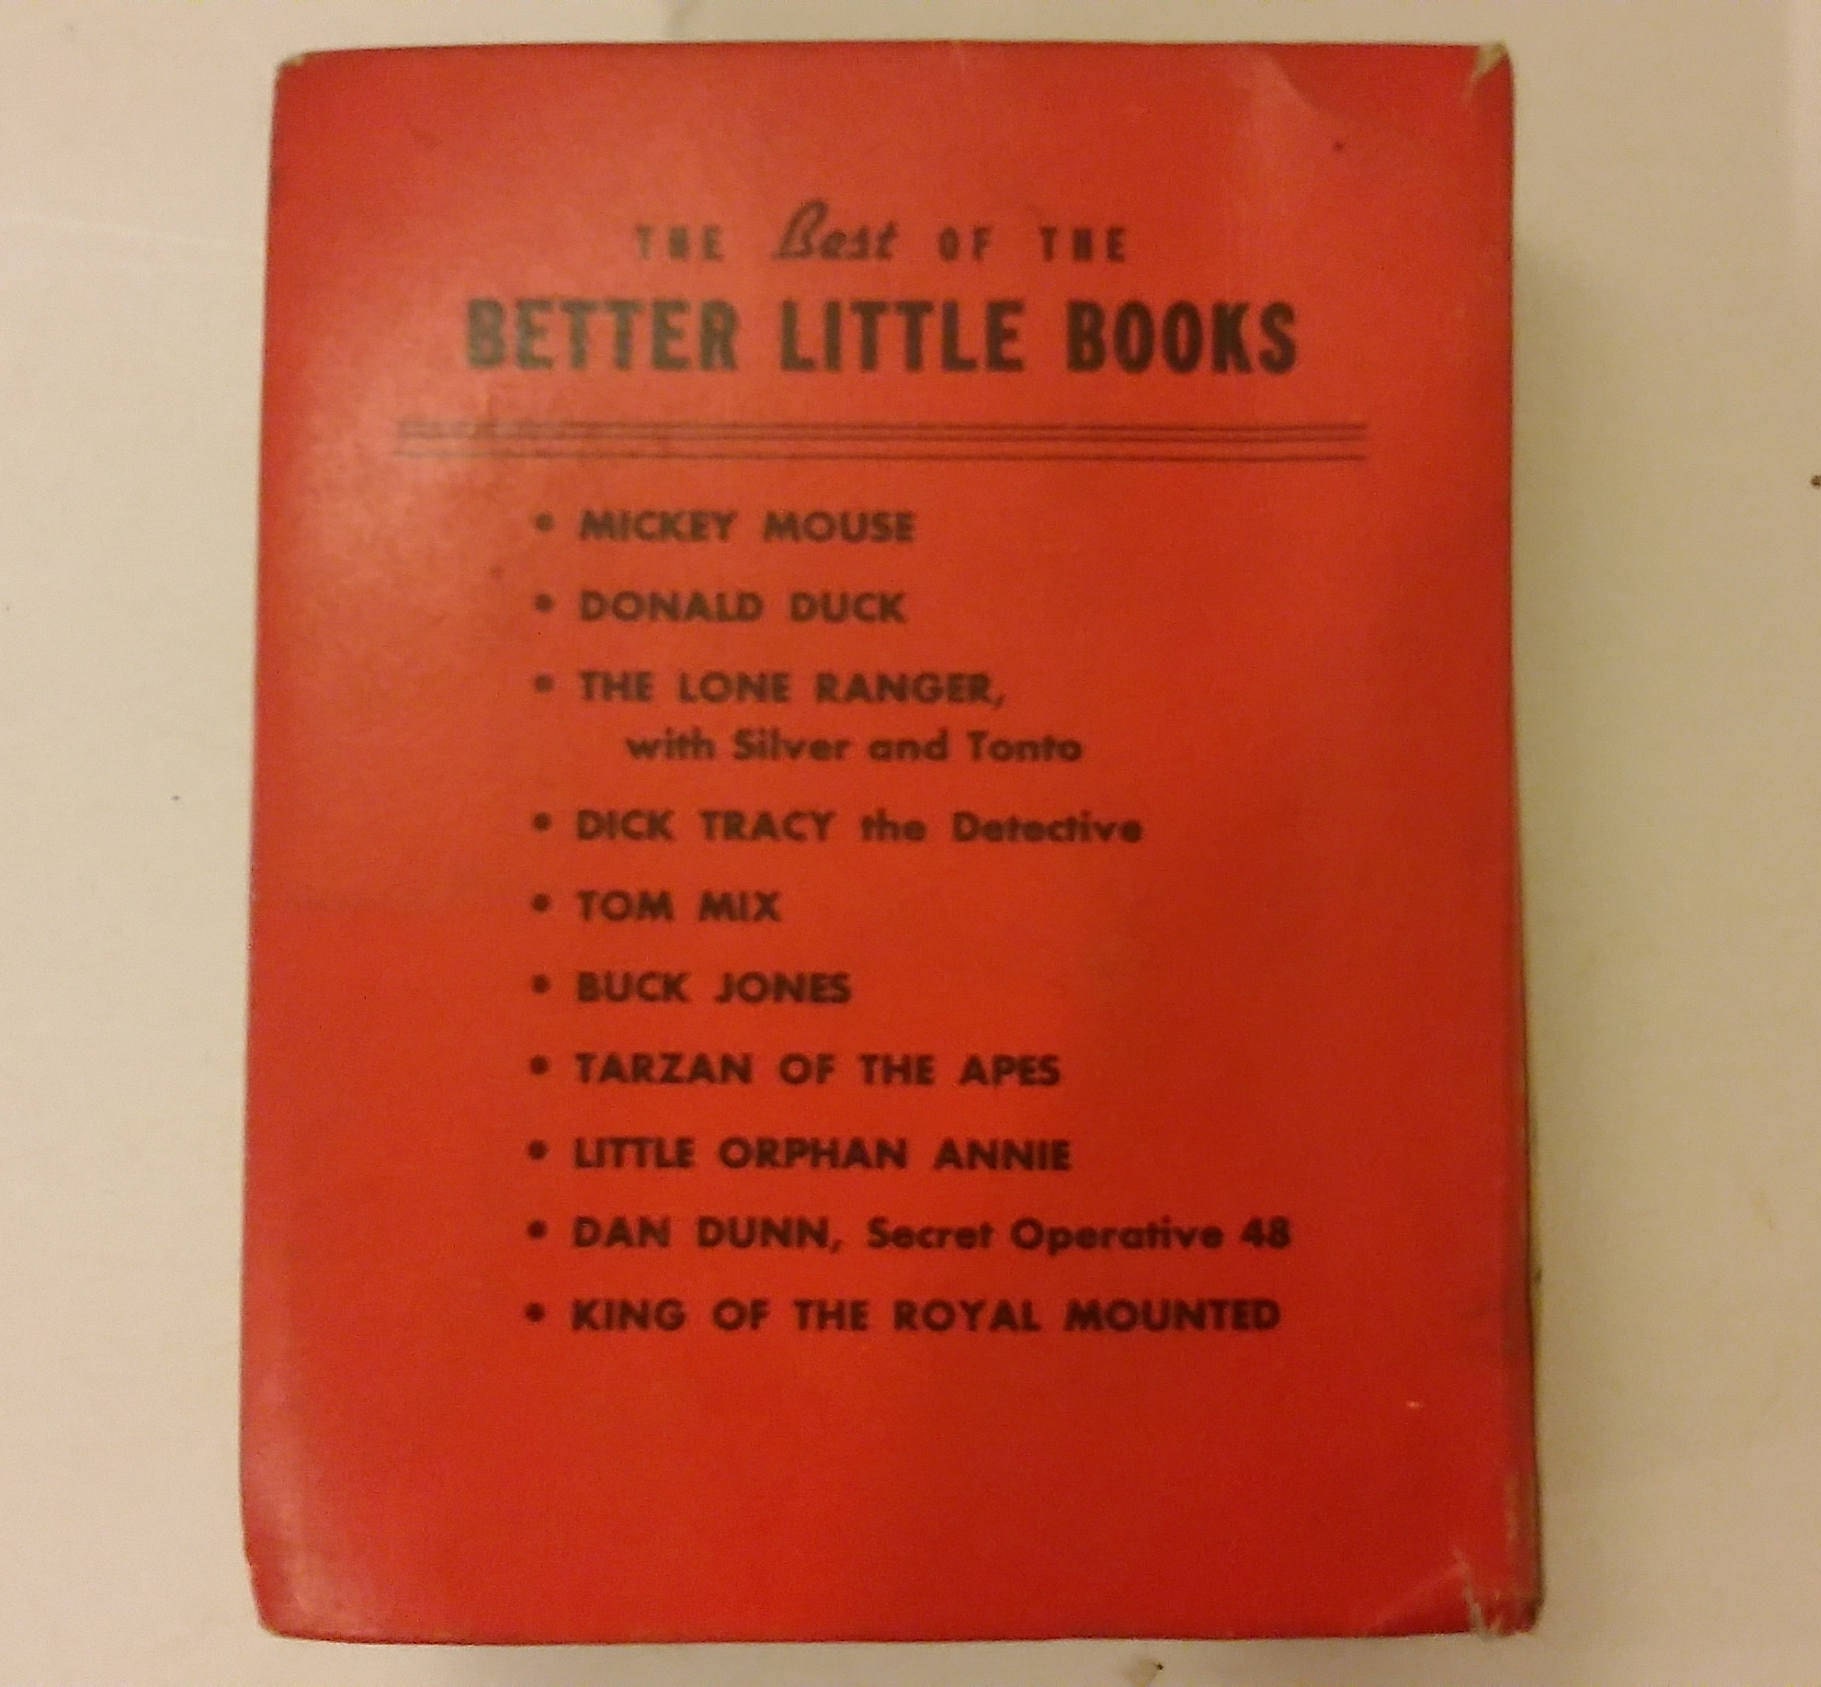 THE Best OF THE
BETTER LITTLE BOOKS
• MICKEY MOUSE
• DONALD DUCK
• THE LONE RANGER,
with Silver and Tonto
• DICK TRACY the Detective
• TOM MIX
• BUCK JONES
• TARZAN OF THE APES
• LITTLE ORPHAN ANNIE
• DAN DUNN, Secret Operative 48
• KING OF THE ROYAL MOUNTED